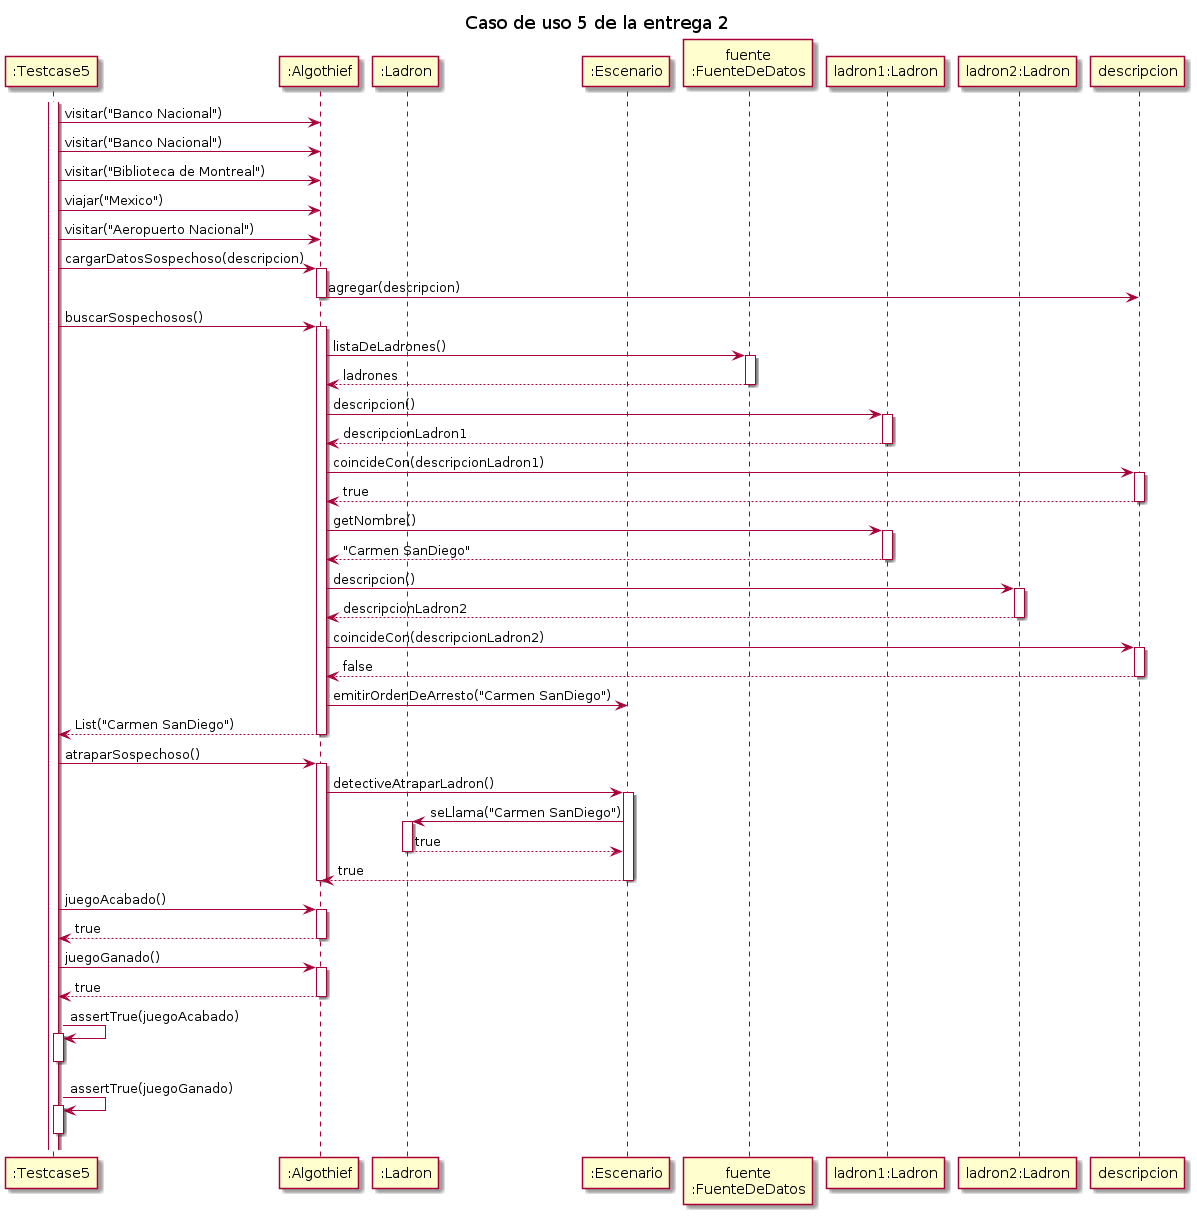 Caso de uso 5 de la entrega 2
:Testcase5
:Algothief
:Ladron
:Escenario
fuente
:FuenteDeDatos
ladron1:Ladron
ladron2:Ladron
descripcion
visitar("Banco Nacional")
visitar("Banco Nacional")
visitar("Biblioteca de Montreal")
viajar("Mexico")
visitar("Aeropuerto Nacional")
cargarDatosSospechoso(descripcion)
agregar(descripcion)
buscarSospechosos()
listaDeLadrones()
ladrones
descripcion()
descripcionLadron1
coincideCon(descripcionLadron1)
true
getNombre()
"Carmen SanDiego"
descripcion()
descripcionLadron2
coincideCon(descripcionLadron2)
false
emitirOrdenDeArresto("Carmen SanDiego")
List("Carmen SanDiego")
atraparSospechoso()
detectiveAtraparLadron()
seLlama("Carmen SanDiego")
true
true
juegoAcabado()
true
juegoGanado()
true
assertTrue(juegoAcabado)
assertTrue(juegoGanado)
:Testcase5
:Algothief
:Ladron
:Escenario
fuente
:FuenteDeDatos
ladron1:Ladron
ladron2:Ladron
descripcion